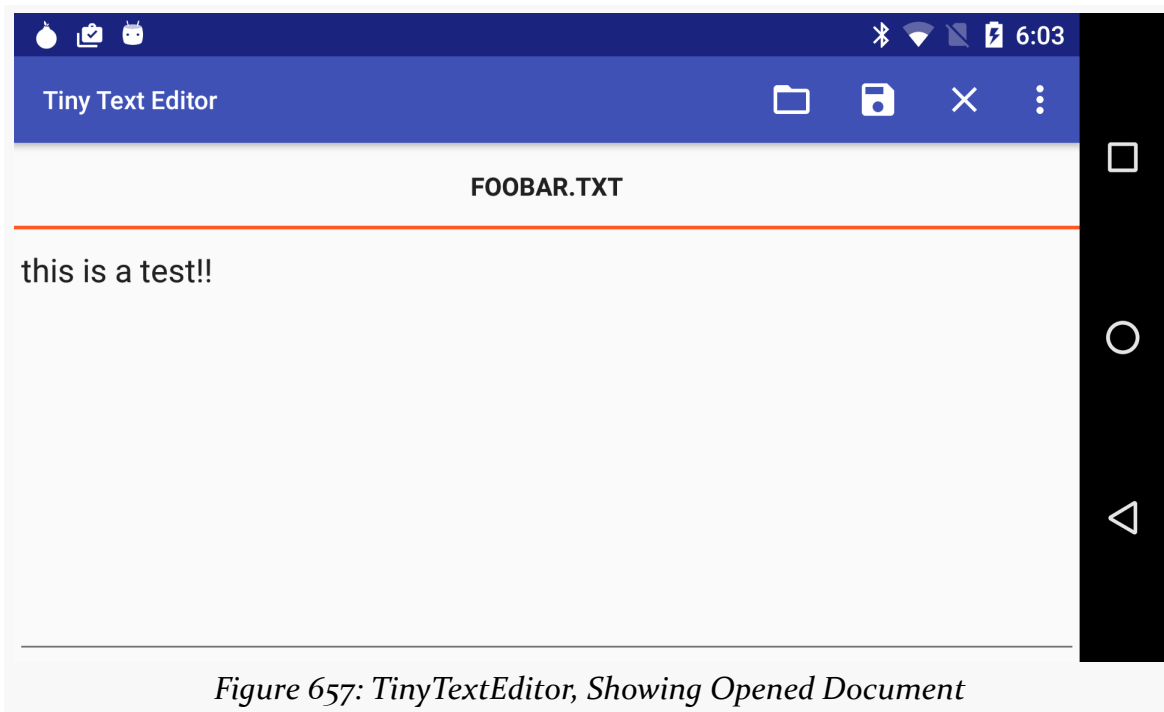 6:03
Tiny Text Editor
FOOBAR.TXT
this is a test!!
Figure 657: TinyTextEditor, Showing Opened Document